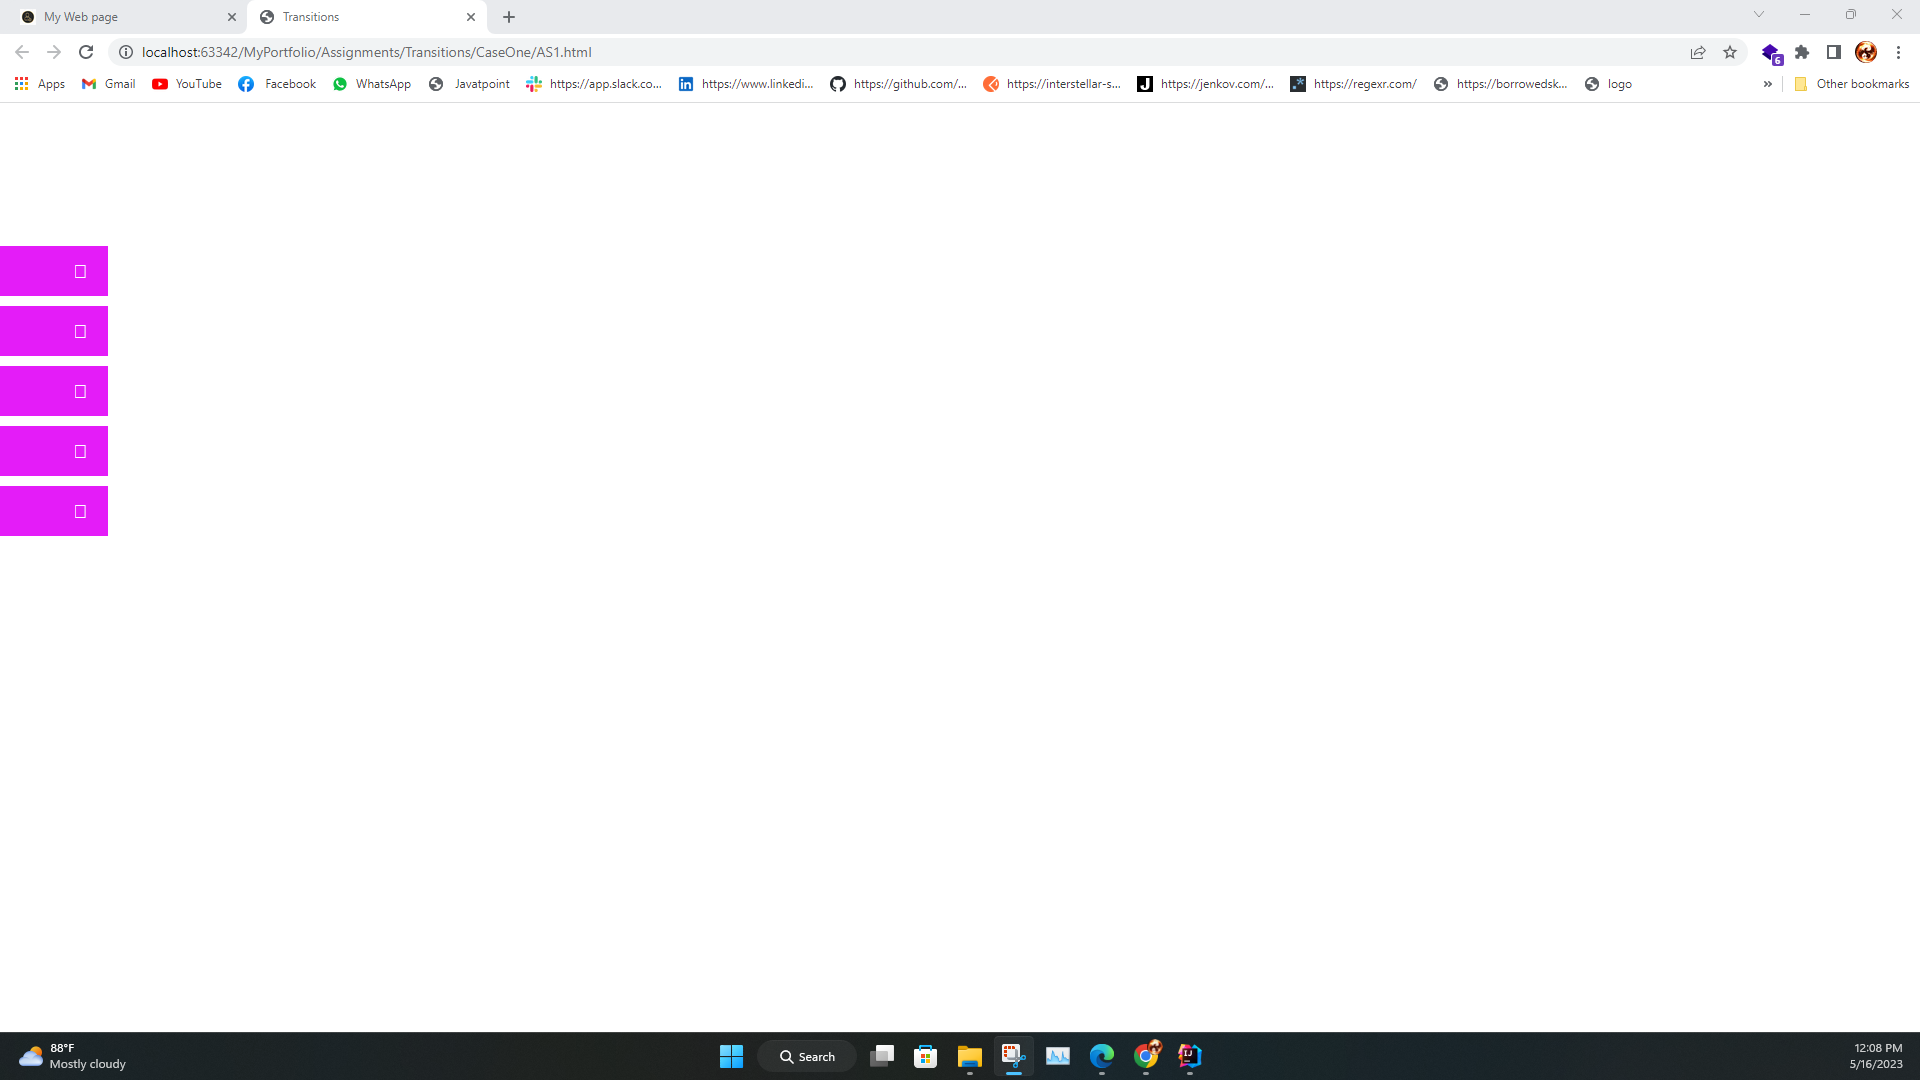 My Web page
Transitions
localhost:63342/MyPortfolio/Assignments/Transitions/CaseOne/AS1.html
6
Apps Gmail YouTube Facebook WhatsApp Javatpoint https://app.slack.co... https://www.linkedi... https://github.com/... https://interstellar-s... https://jenkov.com/... https://regexr.com/ https://borrowedsk... logo » Other bookmarks
88°F
Mostly cloudy
Search
12:08 PM
5/16/2023